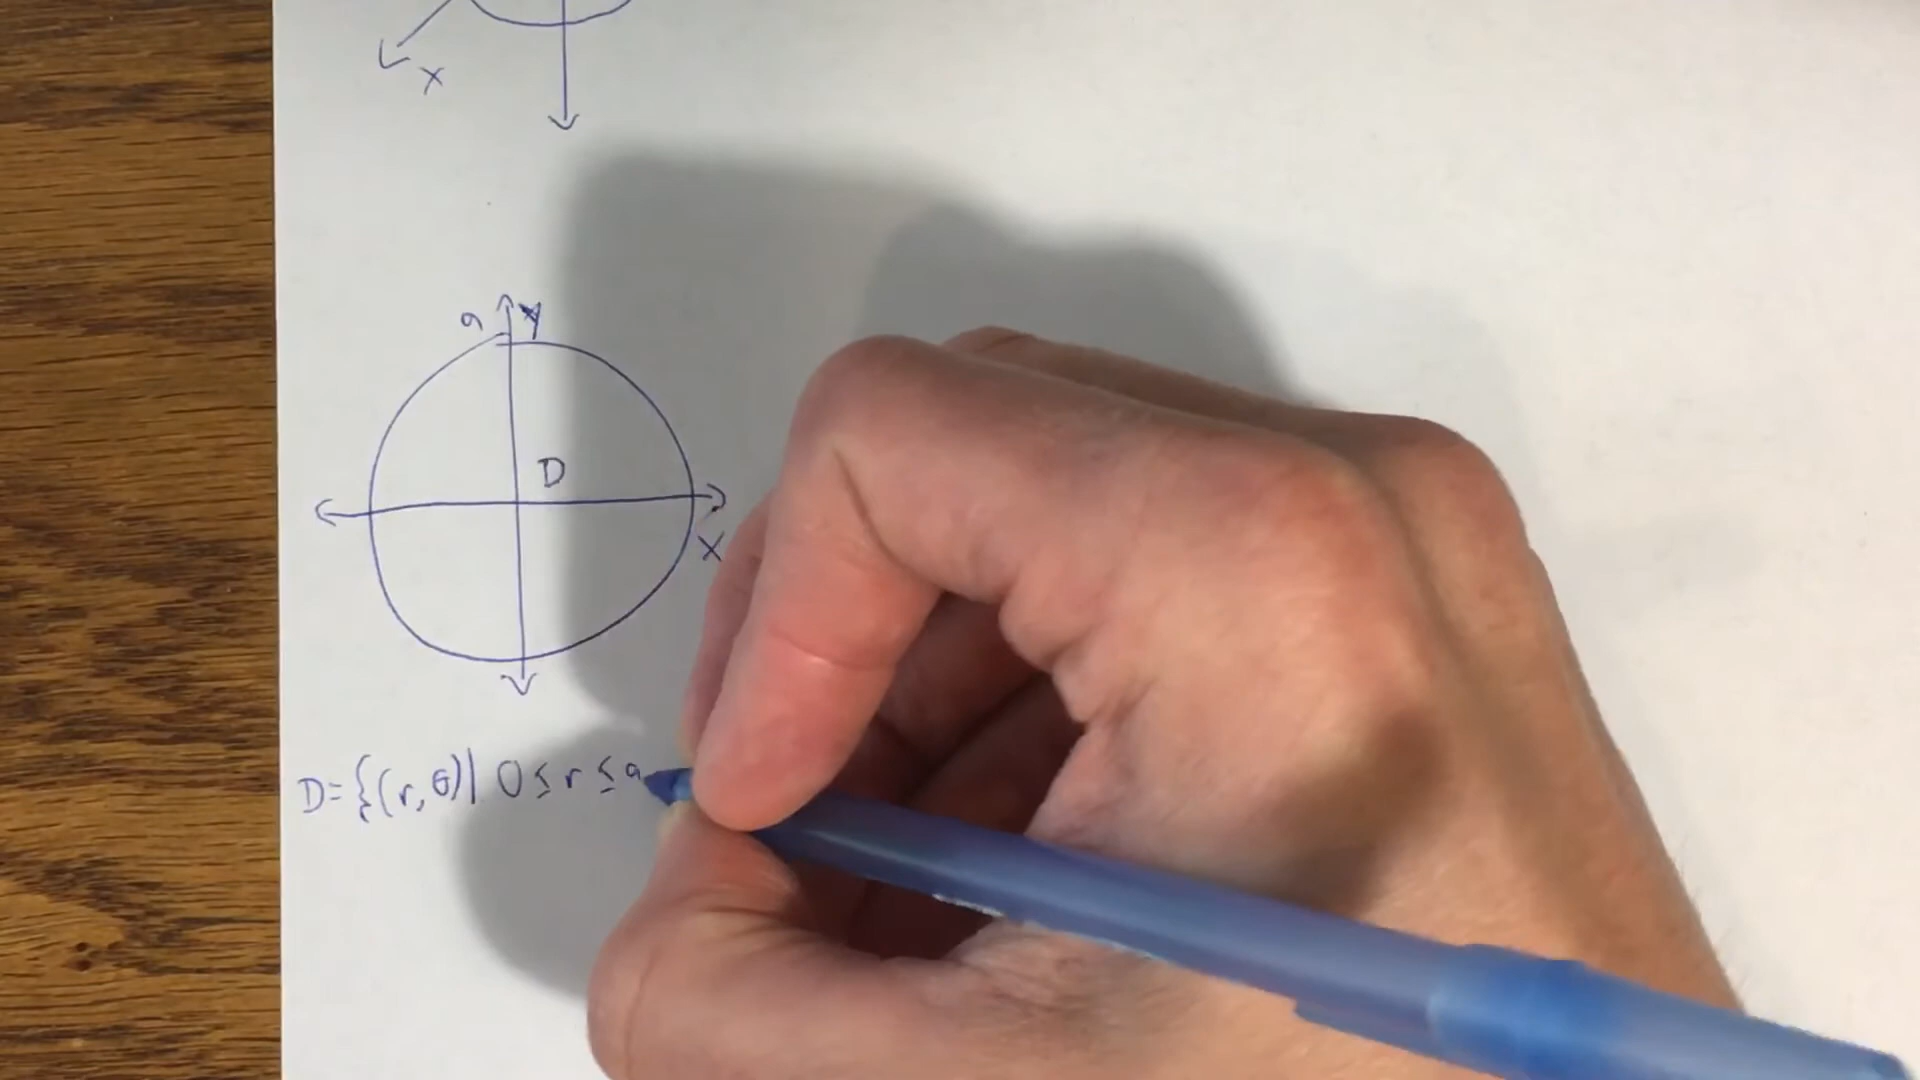 x
a y
D
x
D={(r,θ)| 0≤r≤a